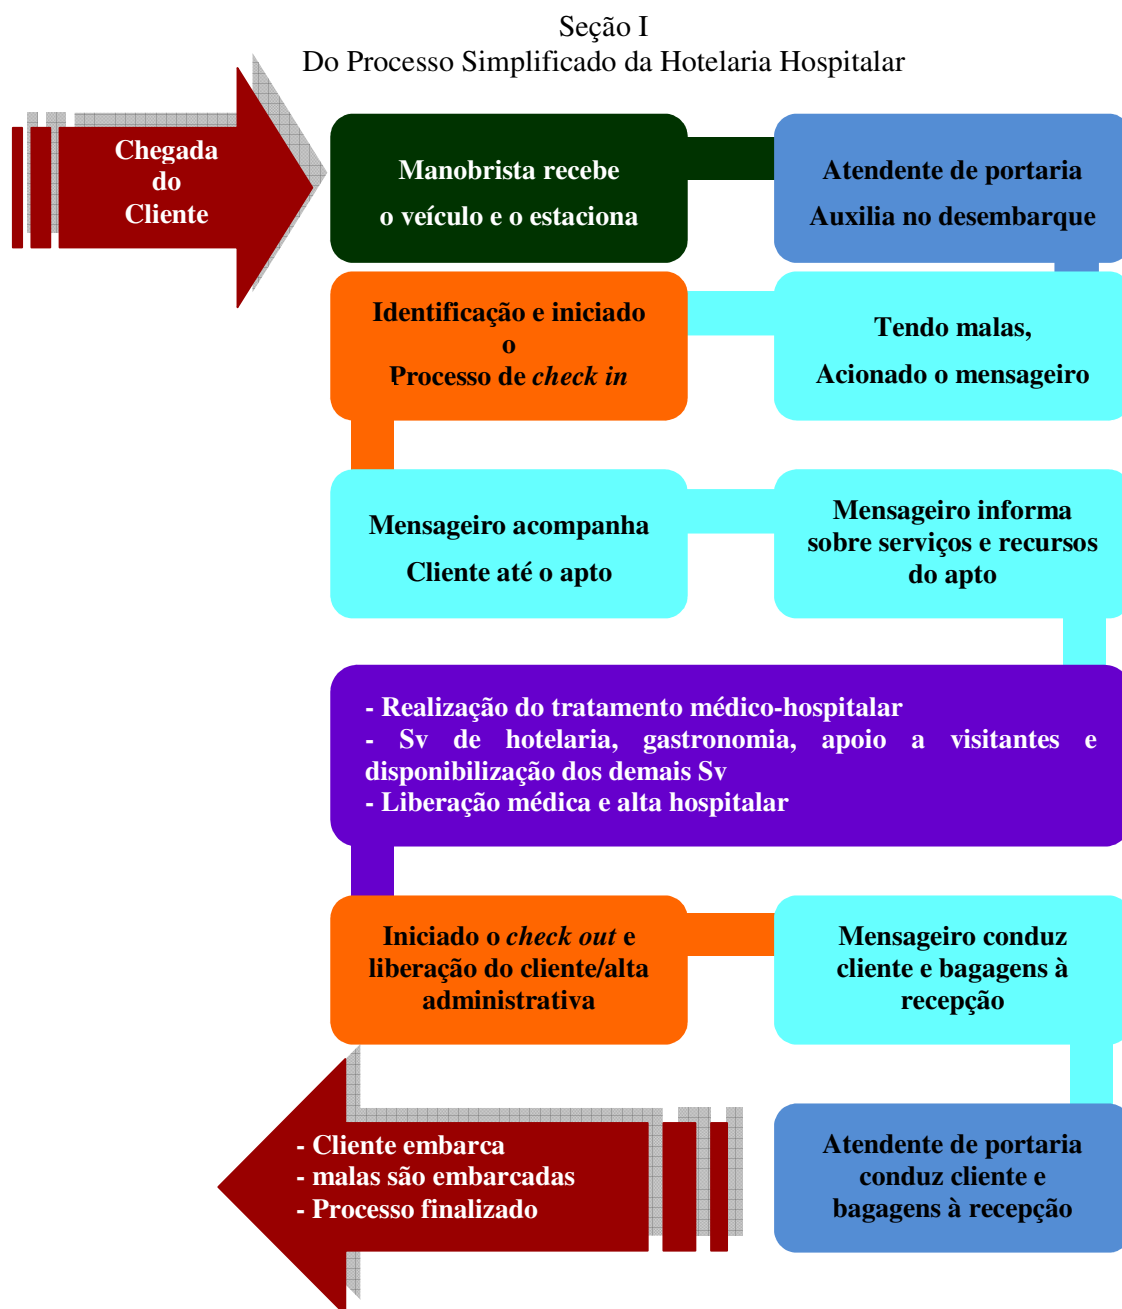 Seção I
Do Processo Simplificado da Hotelaria Hospitalar
Chegada
do
Cliente
Manobrista recebe
o veículo e o estaciona
Atendente de portaria
Auxilia no desembarque
Tendo malas,
Acionado o mensageiro
Identificação e iniciado
o
Processo de check in
Mensageiro acompanha
Cliente até o apto
Mensageiro informa
sobre serviços e recursos
do apto
- Realização do tratamento médico-hospitalar
- Sv de hotelaria, gastronomia, apoio a visitantes e
disponibilização dos demais Sv
- Liberação médica e alta hospitalar
Iniciado o check out e
liberação do cliente/alta
administrativa
Mensageiro conduz
cliente e bagagens à
recepção
Atendente de portaria
conduz cliente e
bagagens à recepção
- Cliente embarca
- malas são embarcadas
- Processo finalizado